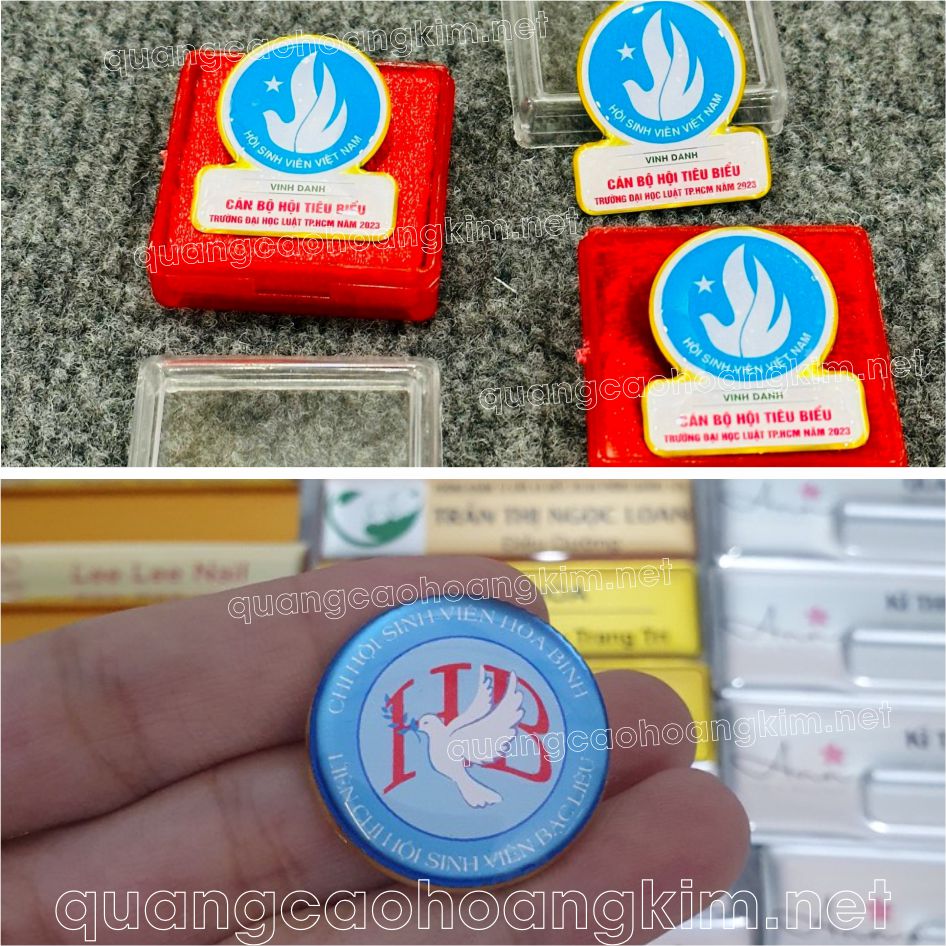 quangcaohoangkim.net
HỘI SINH VIÊN VIỆT NAM
VINH DANH
CÁN BỘ HỘI TIÊU BIỂU
TRƯỜNG ĐẠI HỌC LUẬT TP.HCM NĂM 2023
HỘI SINH VIÊN VIỆT NAM
VINH DANH
CÁN BỘ HỘI TIÊU BIỂU
TRƯỜNG ĐẠI HỌC LUẬT TP.HCM NĂM 2023
quangcaohoangkim.net
HỘI SINH VIÊN VIỆT NAM
VINH DANH
CÁN BỘ HỘI TIÊU BIỂU
TRƯỜNG ĐẠI HỌC LUẬT TP.HCM NĂM 2023
quangcaohoangkim.net
TRẦN THỊ NGỌC LOAN
Điều Dưỡng
Lee Lee Nail
quangcaohoangkim.net
Trang Trí
CHI HỘI SINH VIÊN HÒA BÌNH
HB
LIÊN CHI HỘI SINH VIÊN BẠC LIÊU
quangcaohoangkim.net
quangcaohoangkim.net